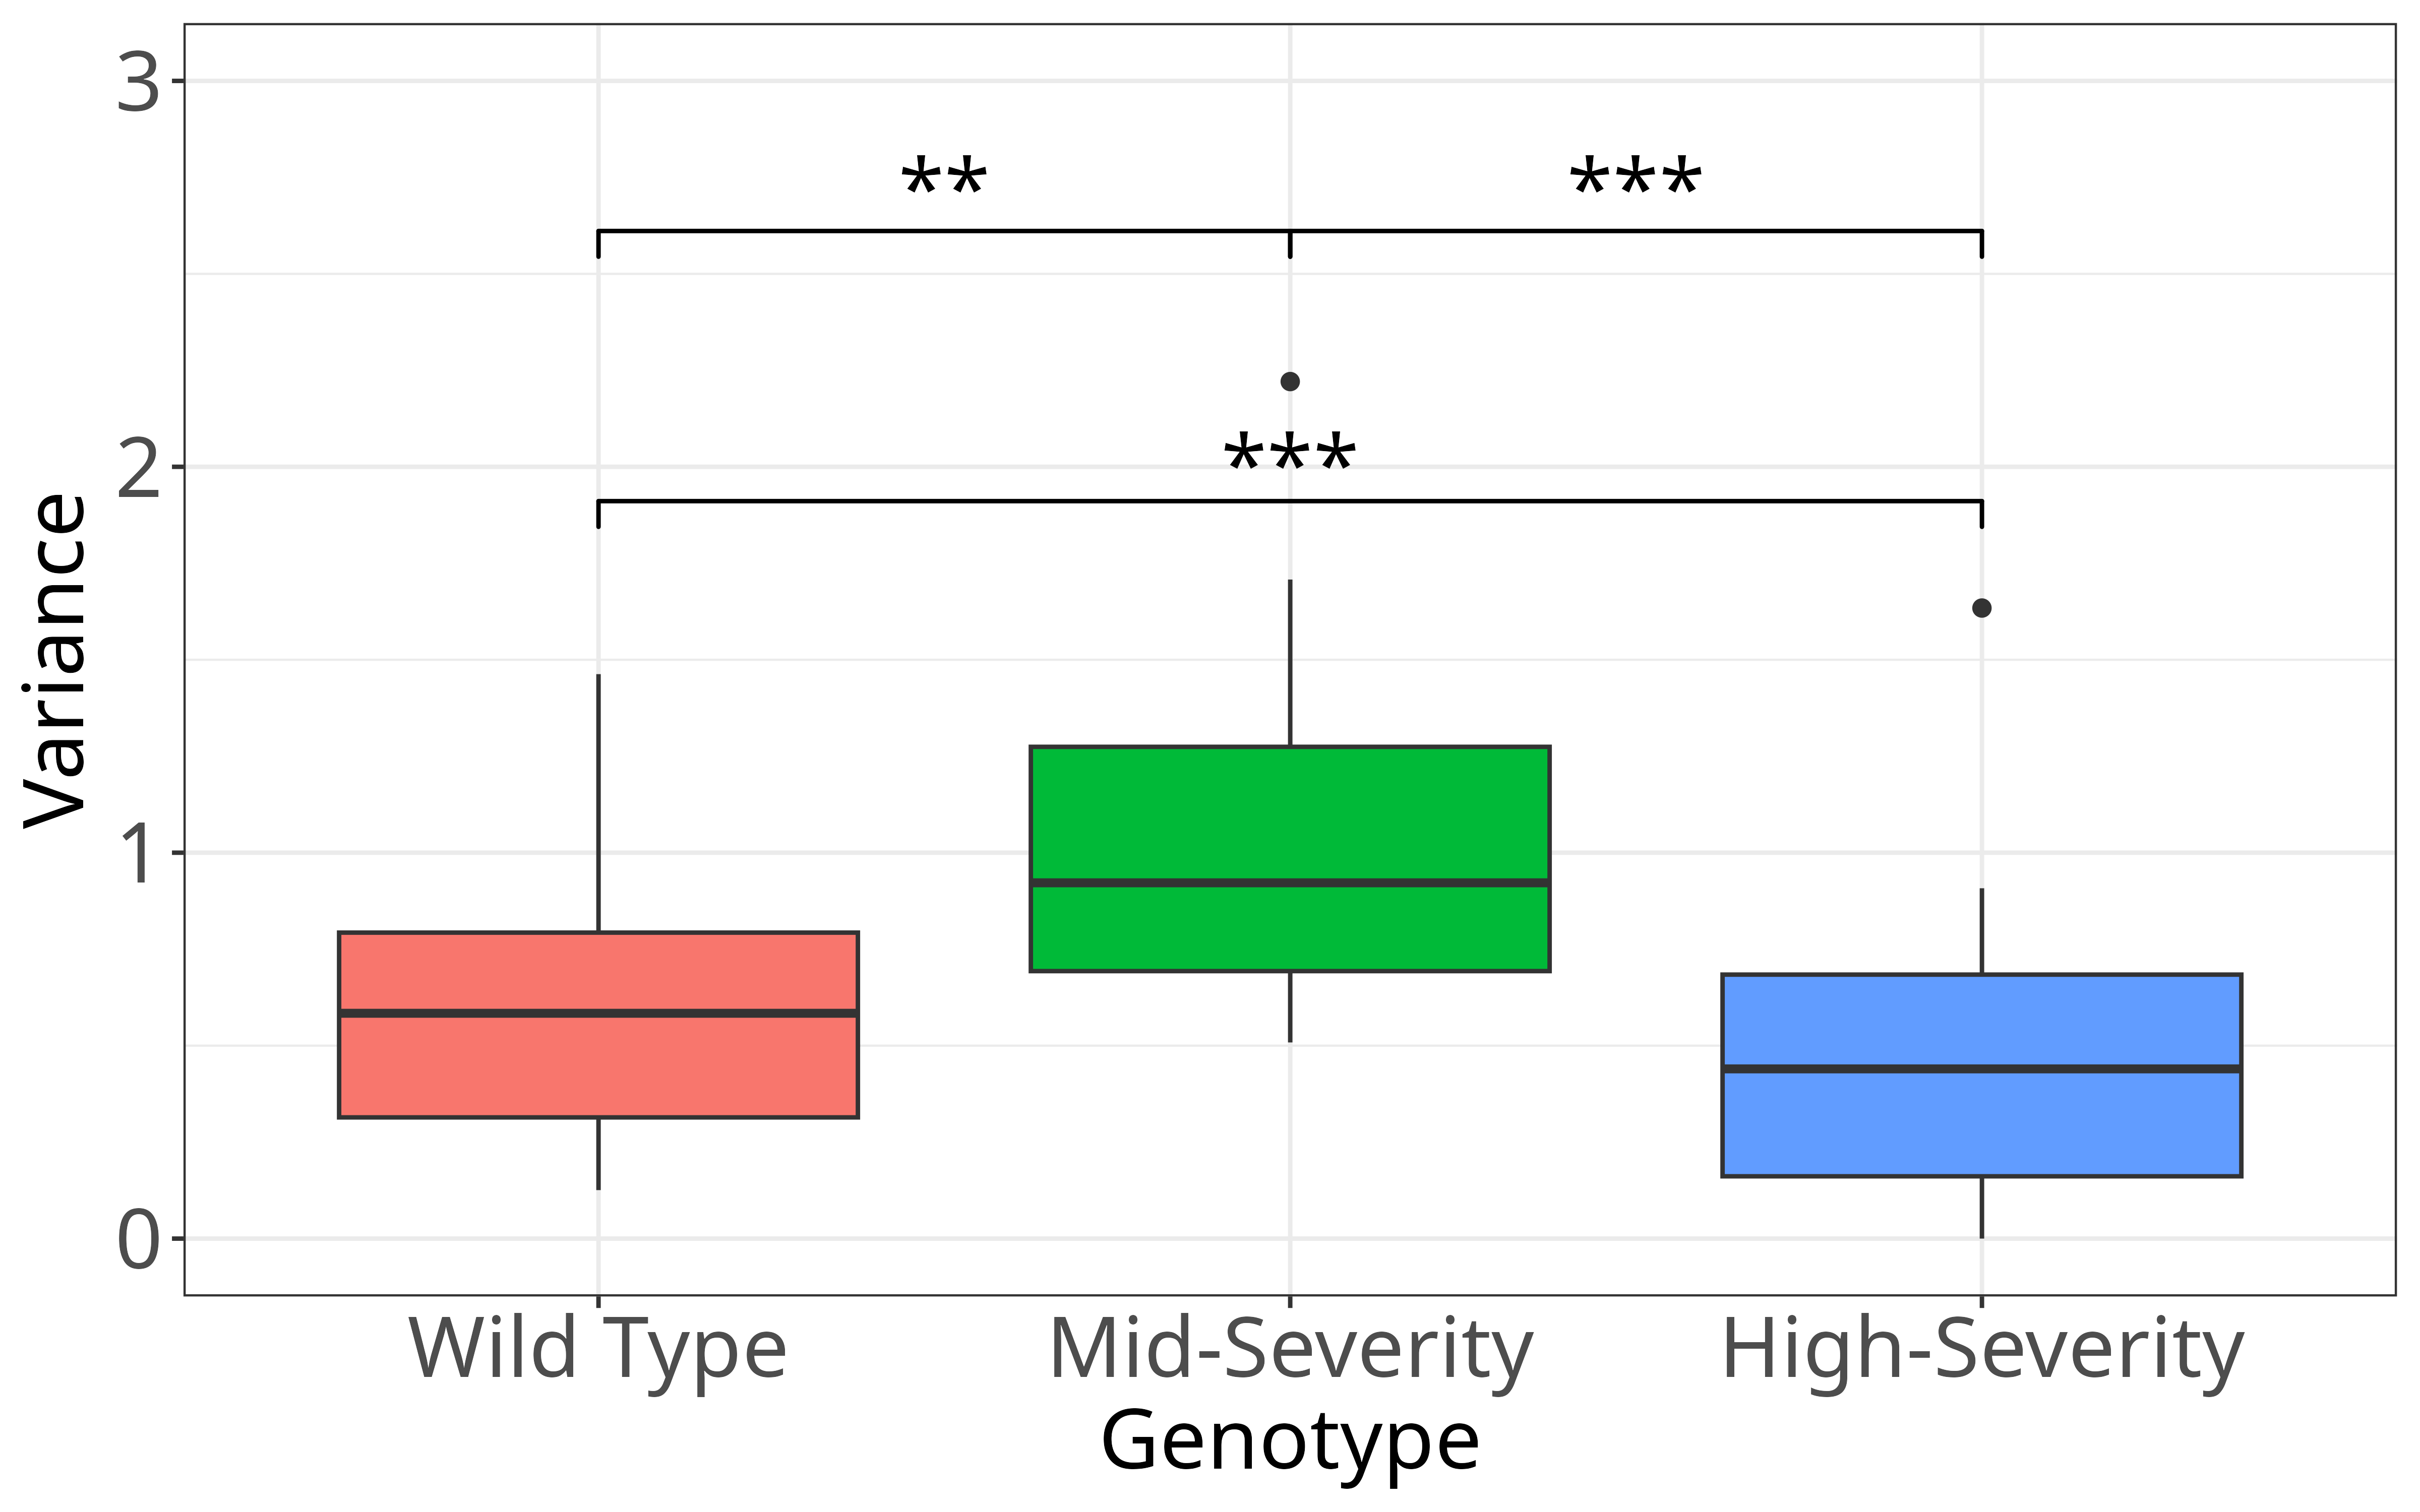 Variance
3
2
1
0
** ***
***
Wild Type Mid-Severity High-Severity
Genotype